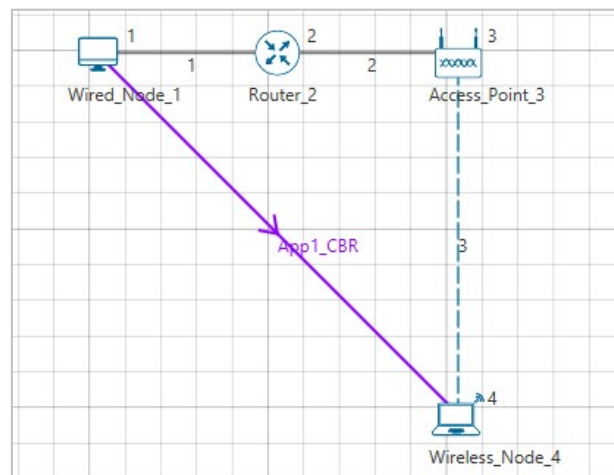 1
2
3
1
2
Wired_Node_1
Router_2
Access_Point_3
App1_CBR
3
4
Wireless_Node_4